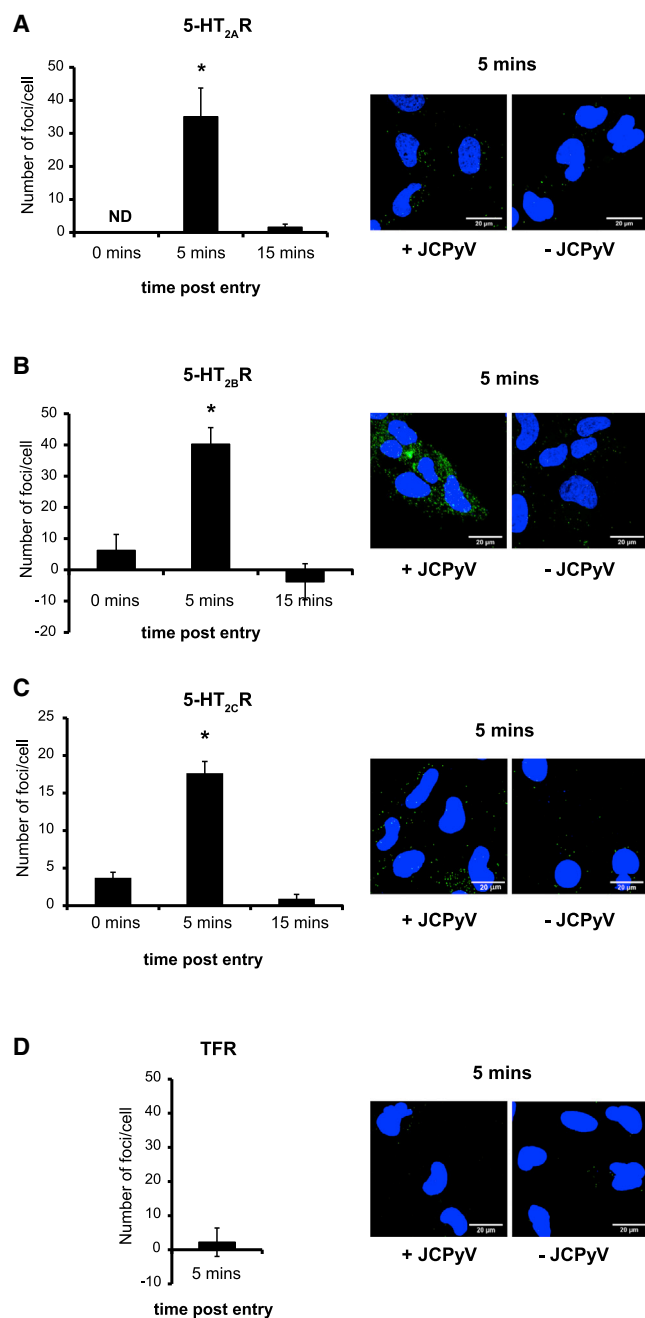 A
5-HT2AR
Number of foci/cell
50
40
30
20
10
0
*
ND
0 mins 5 mins 15 mins
time post entry
5 mins
20 µm
20 µm
+ JCPyV - JCPyV
B
5-HT2BR
Number of foci/cell
50
40
30
20
10
0
-10
-20
*
0 mins 5 mins 15 mins
time post entry
5 mins
20 µm
20 µm
+ JCPyV - JCPyV
C
5-HT2CR
Number of foci/cell
25
20
15
10
5
0
*
0 mins 5 mins 15 mins
time post entry
5 mins
20 µm
20 µm
+ JCPyV - JCPyV
D
TFR
Number of foci/cell
50
40
30
20
10
0
-10
5 mins
time post entry
5 mins
20 µm
20 µm
+ JCPyV - JCPyV